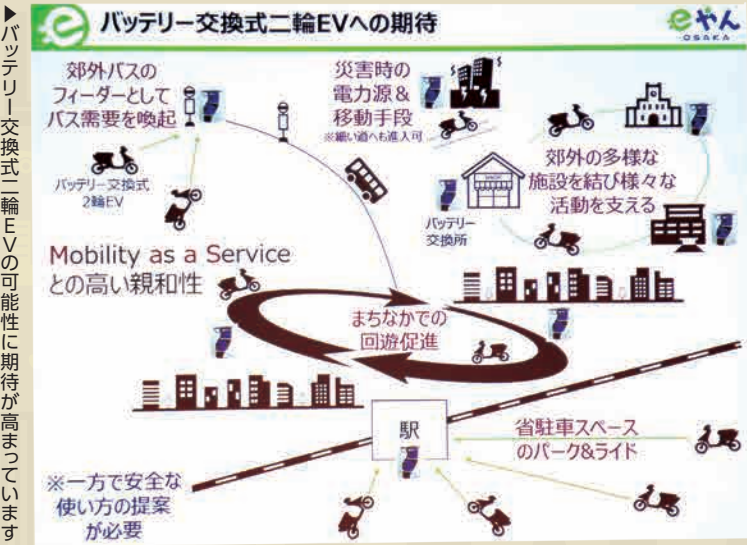 ▶バッテリー交換式二輪EVの可能性に期待が高まっています
バッテリー交換式二輪EVへの期待
eやん
OSAKA
郊外バスの
フィーダーとして
バス需要を喚起
バッテリー交換式
2輪EV
災害時の
電力源&
移動手段
※細い道へも進入可
郊外の多様な
施設を結び様々な
活動を支える
バッテリー
交換所
Mobility as a Service
との高い親和性
まちなかでの
回遊促進
駅
省駐車スペース
のパーク&ライド
※一方で安全な
使い方の提案
が必要